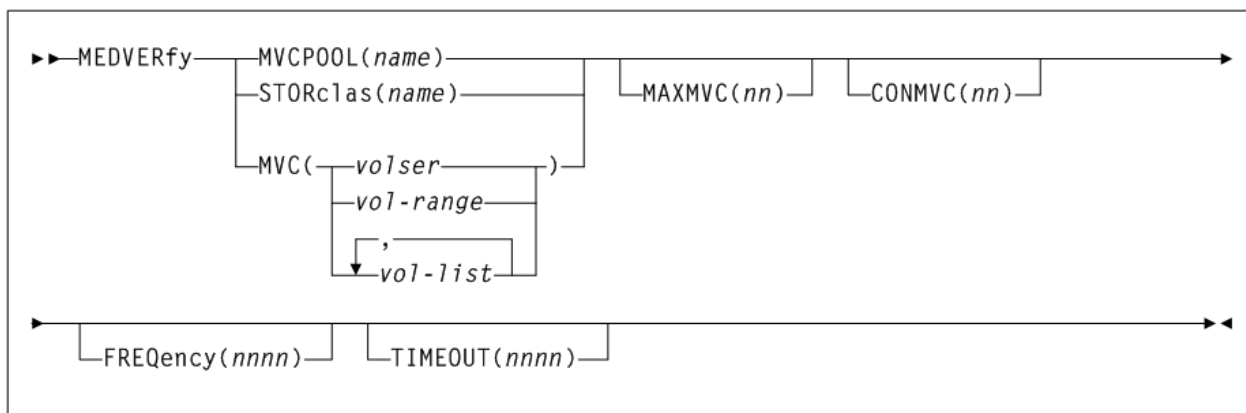 MEDVERfy MVCPOOL(name) MAXMVC(nn) CONMVC(nn)
STORclas(name)
MVC( volser )
vol-range
,
vol-list
FREQency(nnnn) TIMEOUT(nnnn)